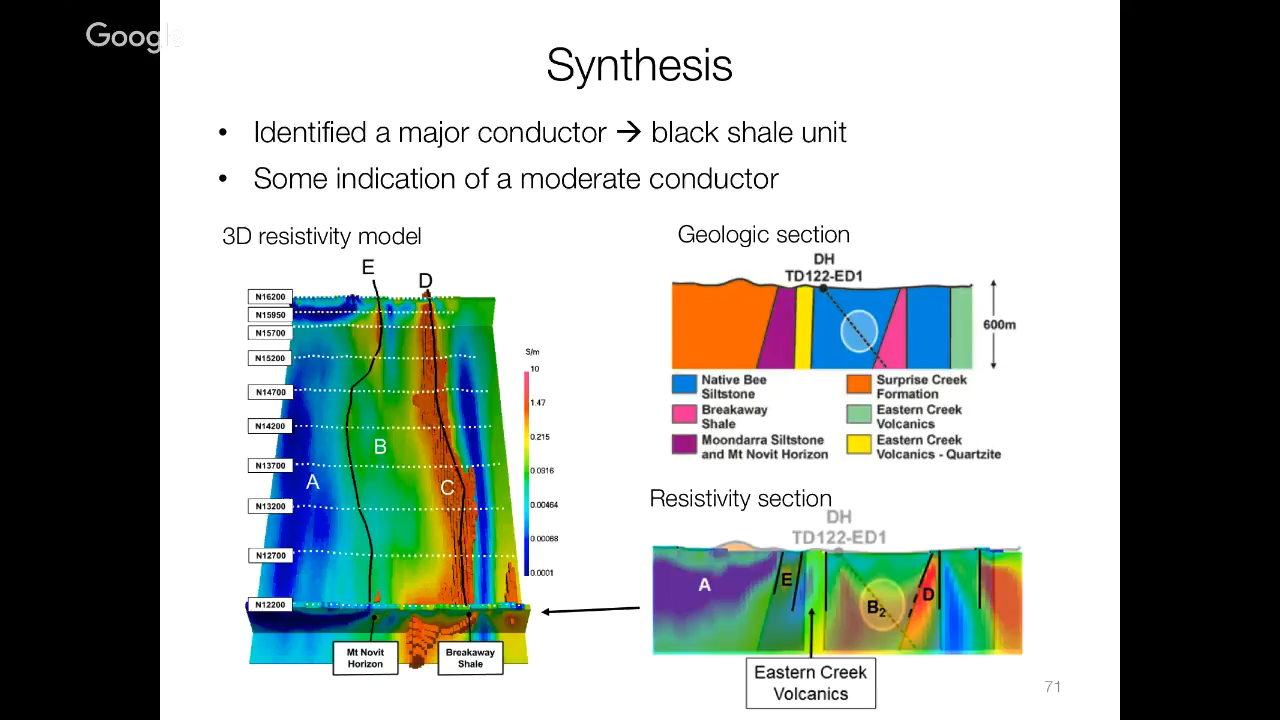 Google
Synthesis
• Identified a major conductor → black shale unit
• Some indication of a moderate conductor
3D resistivity model
E
D
N16200
N15950
N15700
N15200
N14700
N14200
N13700
N13200
N12700
N12200
A
B
C
S/m
10
1.47
0.215
0.0316
0.00464
0.00068
0.0001
Mt Novit
Horizon
Breakaway
Shale
Geologic section
DH
TD122-ED1
600m
Native Bee
Siltstone
Breakaway
Shale
Moondarra Siltstone
and Mt Novit Horizon
Surprise Creek
Formation
Eastern Creek
Volcanics
Eastern Creek
Volcanics - Quartzite
Resistivity section
DH
TD122-ED1
A
E
B2
D
Eastern Creek
Volcanics
71